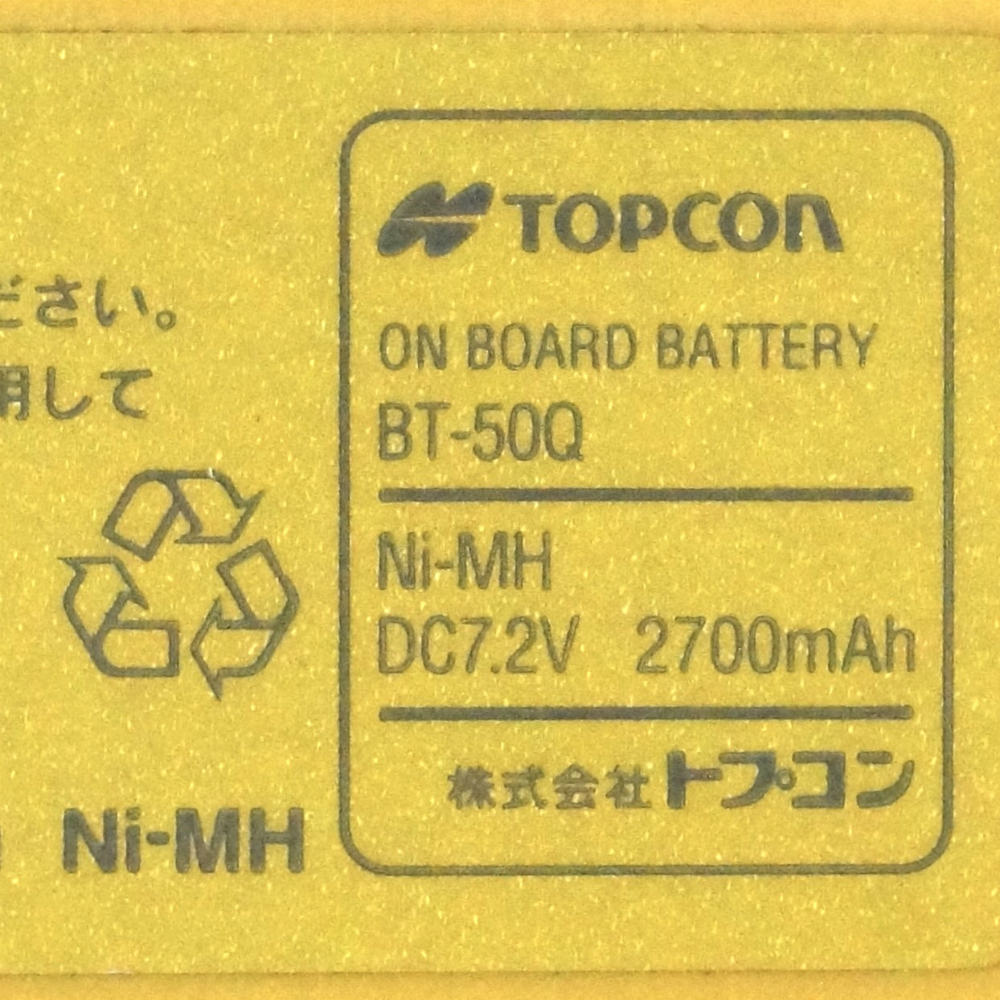 ださい。
用して
Ni-MH
TOPCON
ON BOARD BATTERY
BT-50Q
Ni-MH
DC7.2V 2700mAh
株式会社トプコン